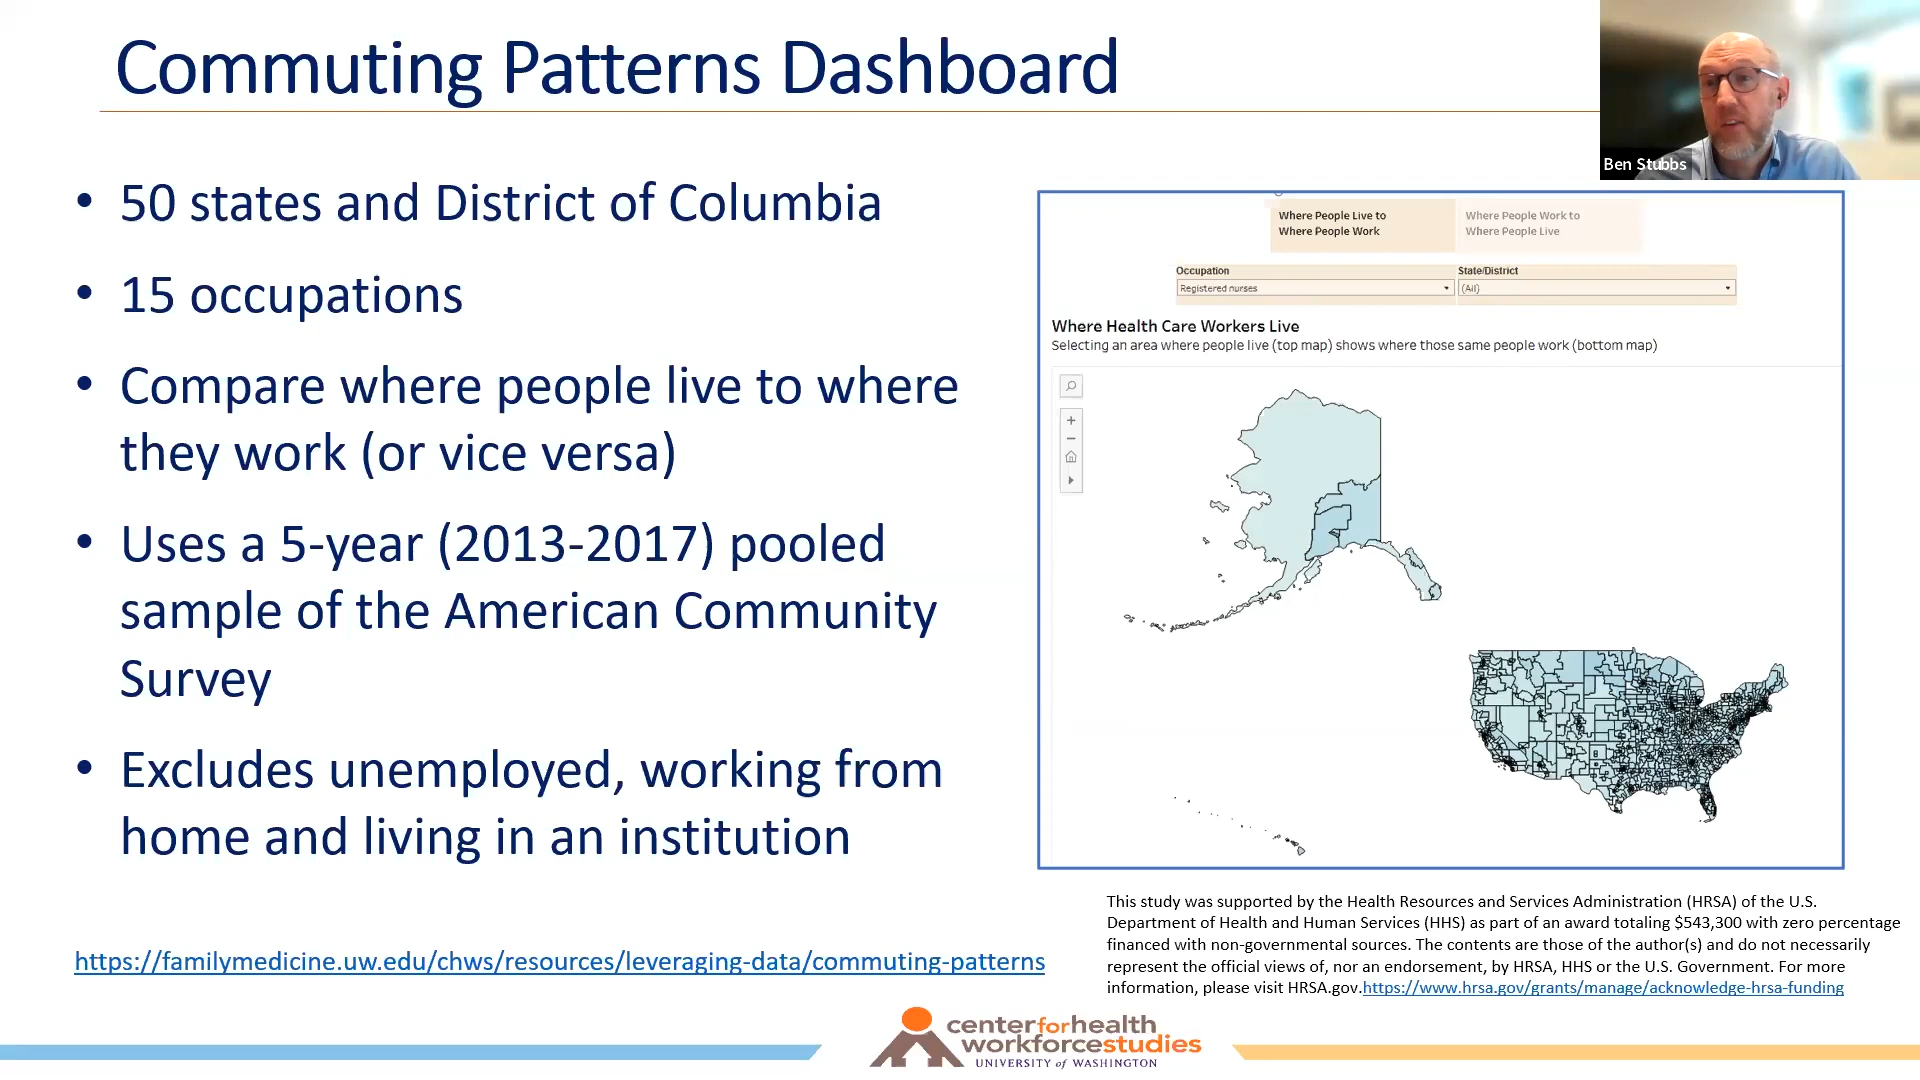 Commuting Patterns Dashboard
Ben Stubbs
• 50 states and District of Columbia
• 15 occupations
• Compare where people live to where
they work (or vice versa)
• Uses a 5-year (2013-2017) pooled
sample of the American Community
Survey
• Excludes unemployed, working from
home and living in an institution
https://familymedicine.uw.edu/chws/resources/leveraging-data/commuting-patterns
Where People Live to
Where People Work
Where People Work to
Where People Live
Occupation
Registered nurses
State/District
(All)
Where Health Care Workers Live
Selecting an area where people live (top map) shows where those same people work (bottom map)
This study was supported by the Health Resources and Services Administration (HRSA) of the U.S.
Department of Health and Human Services (HHS) as part of an award totaling $543,300 with zero percentage
financed with non-governmental sources. The contents are those of the author(s) and do not necessarily
represent the official views of, nor an endorsement, by HRSA, HHS or the U.S. Government. For more
information, please visit HRSA.gov.https://www.hrsa.gov/grants/manage/acknowledge-hrsa-funding
centerforhealth
workforcestudies
UNIVERSITY of WASHINGTON